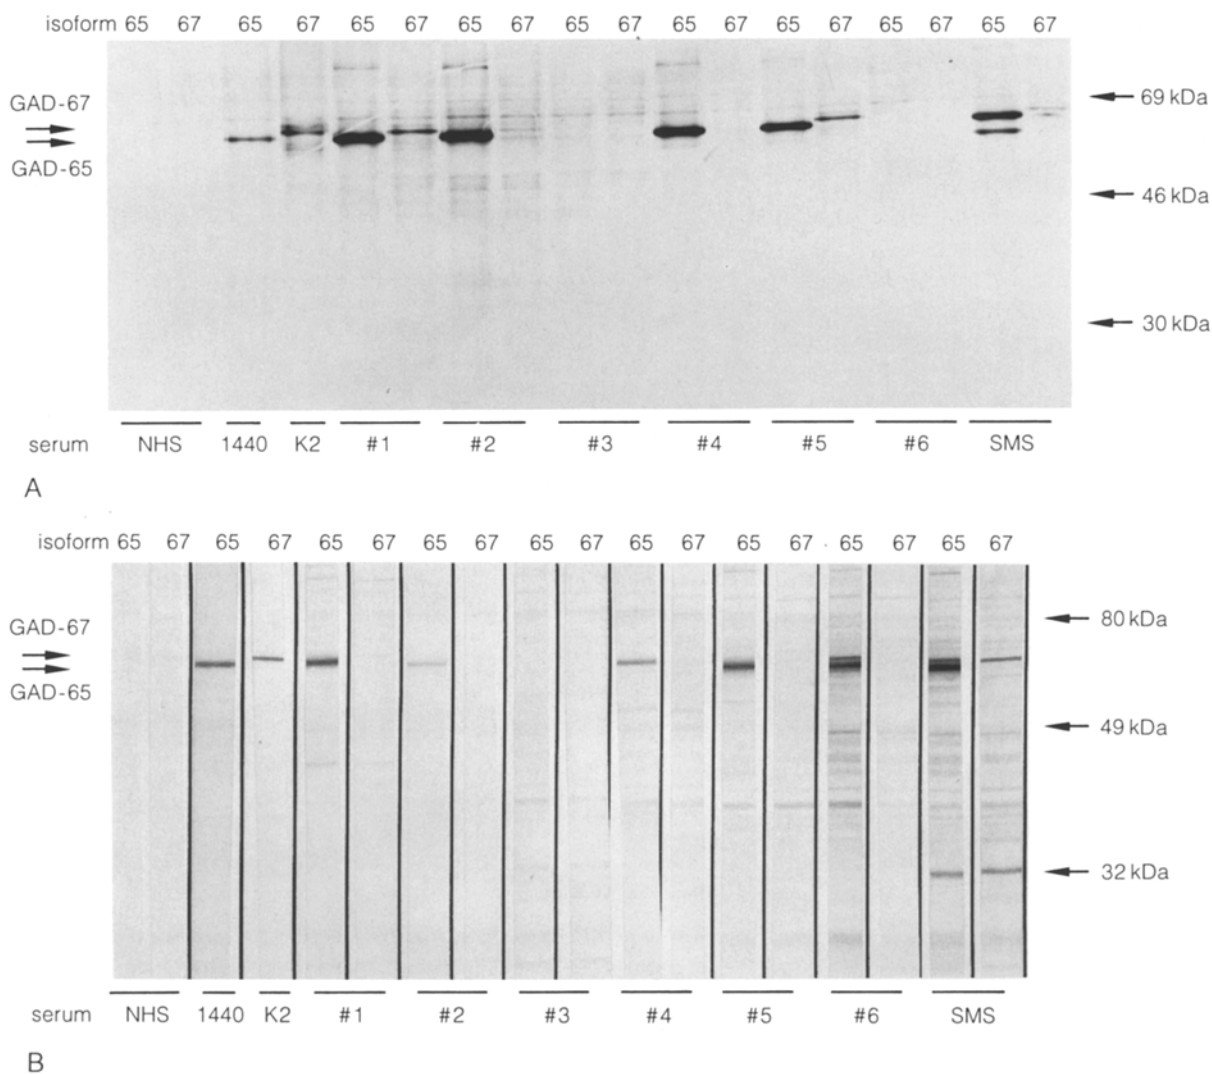 isoform 65 67 65 67 65 67 65 67 65 67 65 67 65 67 65 67 65 67
GAD-67
GAD-65
69 kDa
46 kDa
30 kDa
serum NHS 1440 K2 #1 #2 #3 #4 #5 #6 SMS
A
isoform 65 67 65 67 65 67 65 67 65 67 65 67 65 67 65 67 65 67
GAD-67
GAD-65
80 kDa
49 kDa
32 kDa
serum NHS 1440 K2 #1 #2 #3 #4 #5 #6 SMS
B